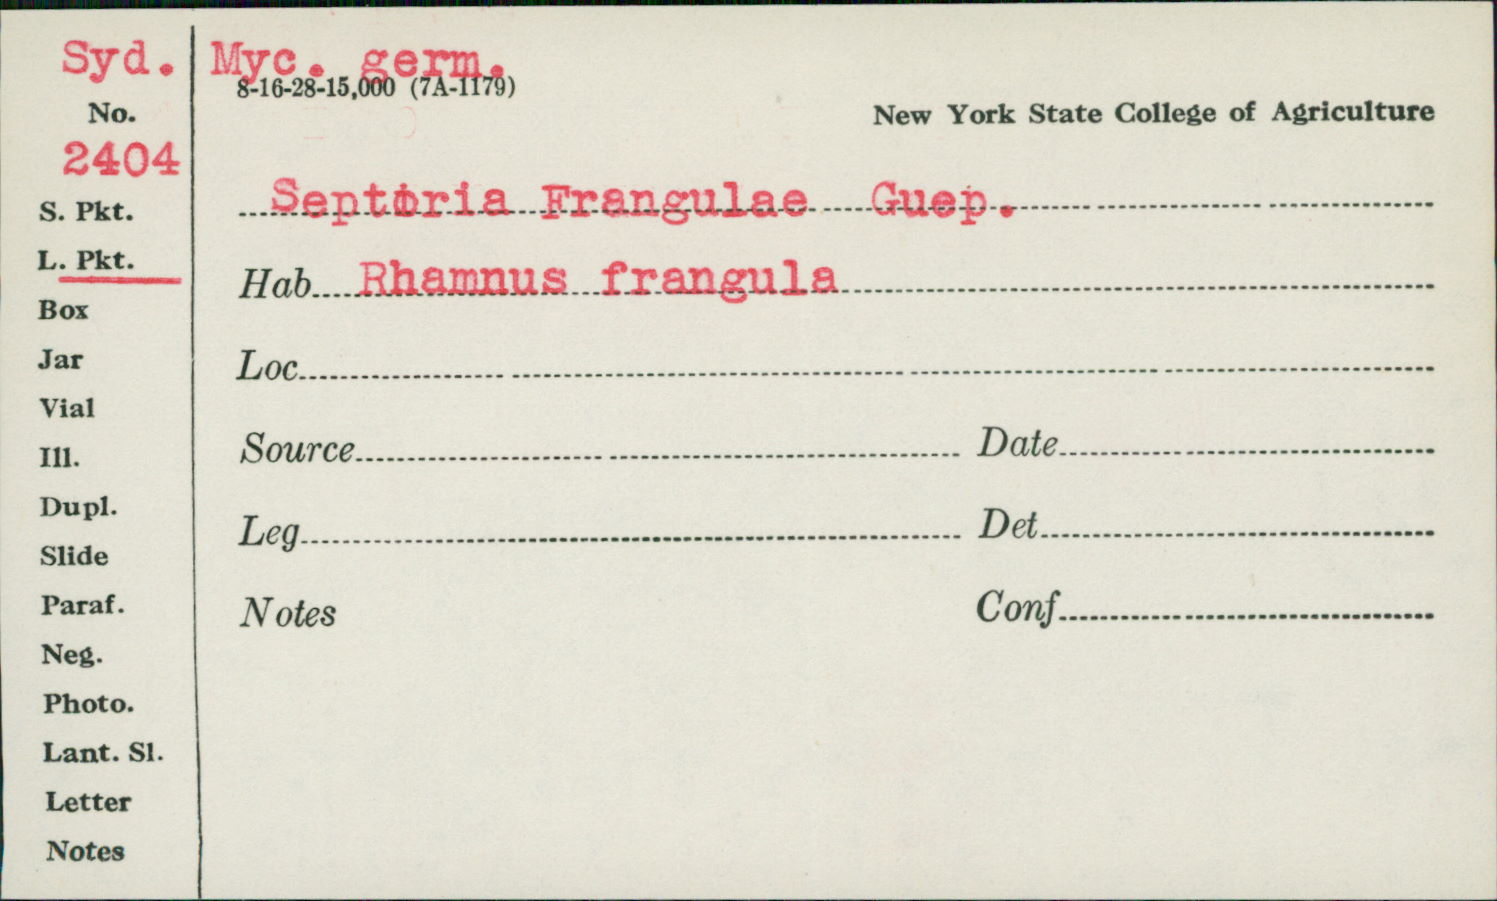 Syd. Myc. germ.
8-16-28-15,000 (7A-1179)
No.
New York State College of Agriculture
2404
Septoria Frangulae Guep.
S. Pkt.
L. Pkt.
Hab Rhamnus frangula
Box
Jar
Loc
Vial
Ill.
Source Date
Dupl.
Slide
Leg Det
Paraf.
Notes Conf
Neg.
Photo.
Lant. Sl.
Letter
Notes